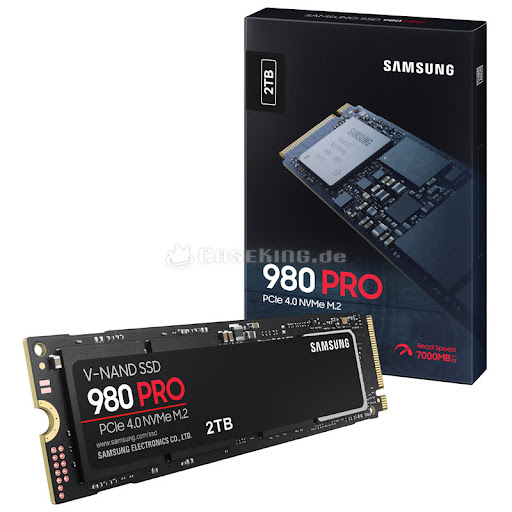 2TB
SAMSUNG
SAMSUNG
CASEKING.de
980 PRO
PCIe 4.0 NVMe M.2
Read Speed
7000MB/s
V-NAND SSD
980 PRO
PCIe 4.0 NVMe M.2
www.samsung.com/ssd
SAMSUNG ELECTRONICS CO., LTD.
2TB
SAMSUNG